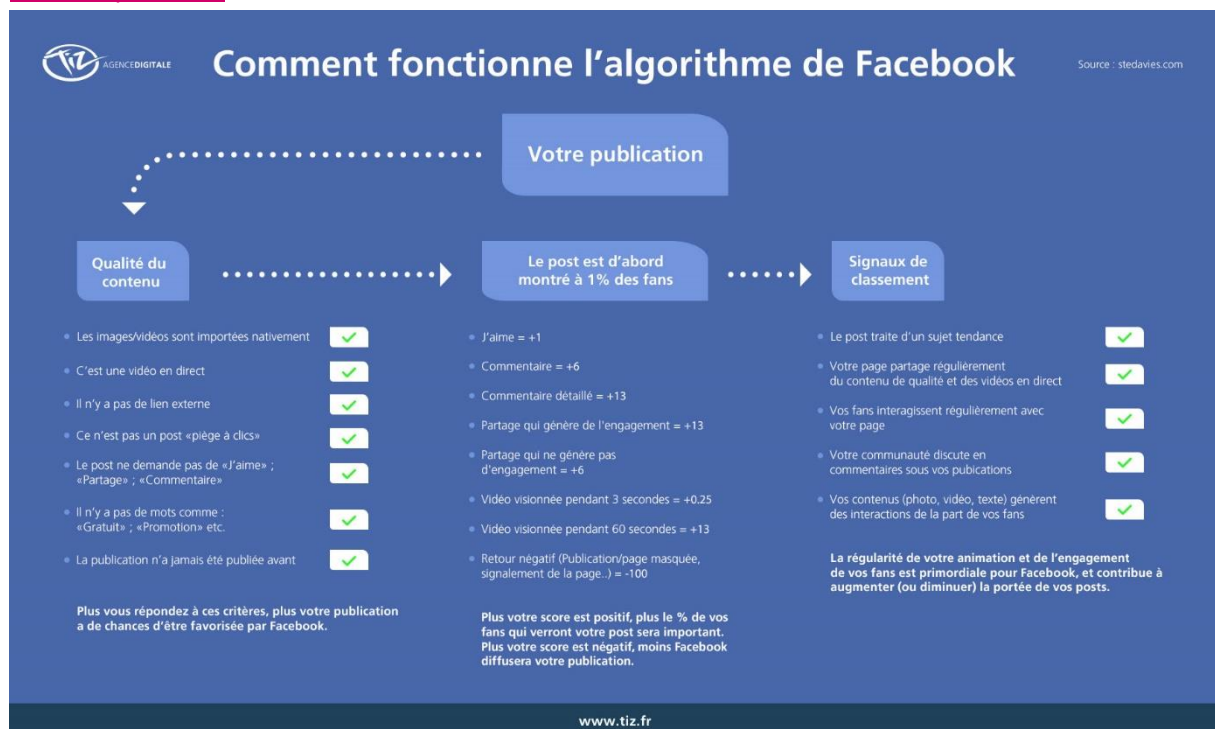 Tiz AGENCEDIGITALE
Comment fonctionne l’algorithme de Facebook
Source : stedavies.com
Votre publication
Qualité du
contenu
Les images/vidéos sont importées nativement
C’est une vidéo en direct
Il n’y a pas de lien externe
Ce n’est pas un post «piège à clics»
Le post ne demande pas de «J’aime» ;
«Partage» ; «Commentaire»
Il n’y a pas de mots comme :
«Gratuit» ; «Promotion» etc.
La publication n’a jamais été publiée avant
Plus vous répondez à ces critères, plus votre publication
a de chances d’être favorisée par Facebook.
Le post est d’abord
montré à 1% des fans
J’aime = +1
Commentaire = +6
Commentaire détaillé = +13
Partage qui génère de l’engagement = +13
Partage qui ne génère pas
d’engagement = +6
Vidéo visionnée pendant 3 secondes = +0.25
Vidéo visionnée pendant 60 secondes = +13
Retour négatif (Publication/page masquée,
signalement de la page..) = -100
Plus votre score est positif, plus le % de vos
fans qui verront votre post sera important.
Plus votre score est négatif, moins Facebook
diffusera votre publication.
Signaux de
classement
Le post traite d’un sujet tendance
Votre page partage régulièrement
du contenu de qualité et des vidéos en direct
Vos fans interagissent régulièrement avec
votre page
Votre communauté discute en
commentaires sous vos pubications
Vos contenus (photo, vidéo, texte) génèrent
des interactions de la part de vos fans
La régularité de votre animation et de l’engagement
de vos fans est primordiale pour Facebook, et contribue à
augmenter (ou diminuer) la portée de vos posts.
www.tiz.fr